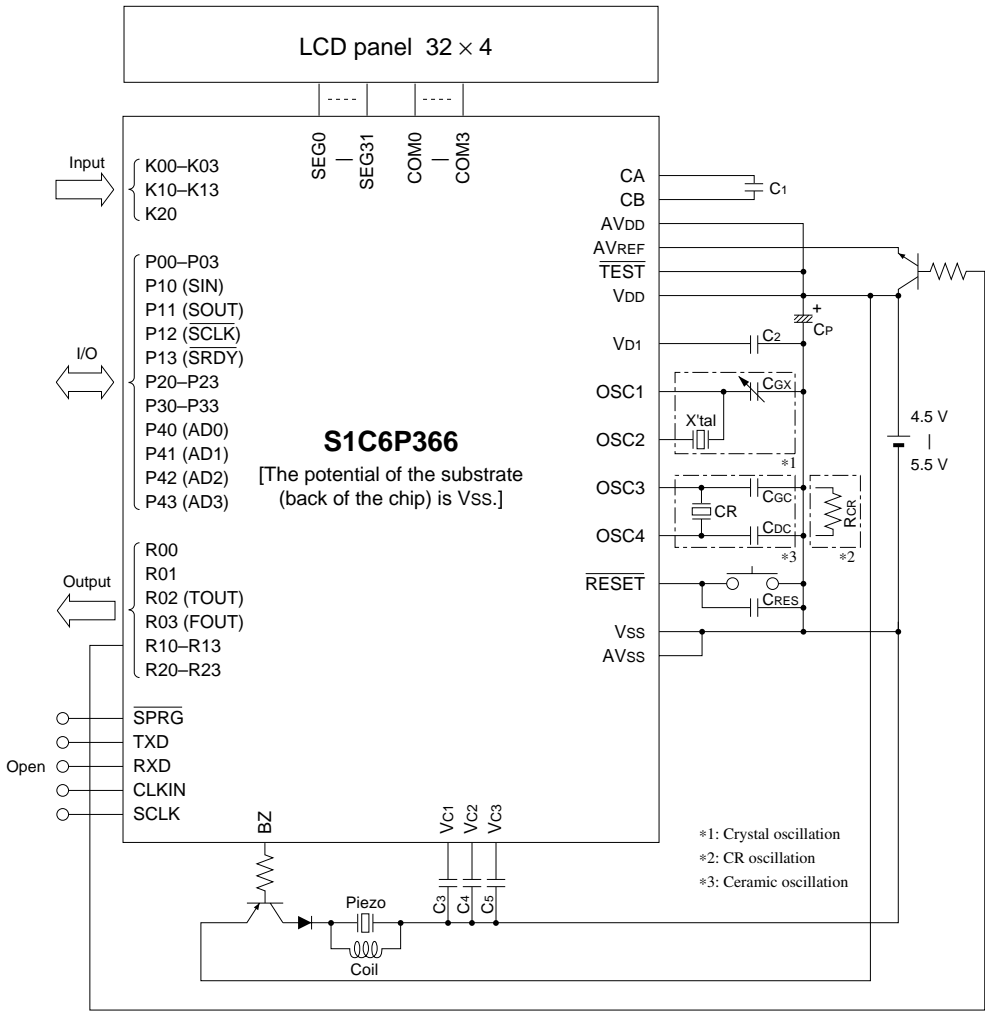 LCD panel 32 × 4
SEG0
SEG31
COM0
COM3
Input
K00–K03
K10–K13
K20
I/O
P00–P03
P10 (SIN)
P11 (SOUT)
P12 (SCLK)
P13 (SRDY)
P20–P23
P30–P33
P40 (AD0)
P41 (AD1)
P42 (AD2)
P43 (AD3)
Output
R00
R01
R02 (TOUT)
R03 (FOUT)
R10–R13
R20–R23
Open
SPRG
TXD
RXD
CLKIN
SCLK
S1C6P366
[The potential of the substrate
(back of the chip) is VSS.]
CA
CB
AVDD
AVREF
TEST
VDD
VD1
OSC1
OSC2
OSC3
OSC4
RESET
VSS
AVSS
C1
+
CP
C2
CGX
X'tal
*1
CGC
CR
CDC
*3
RCR
*2
CRES
4.5 V
|
5.5 V
BZ
VC1
VC2
VC3
C3
C4
C5
Piezo
Coil
*1: Crystal oscillation
*2: CR oscillation
*3: Ceramic oscillation